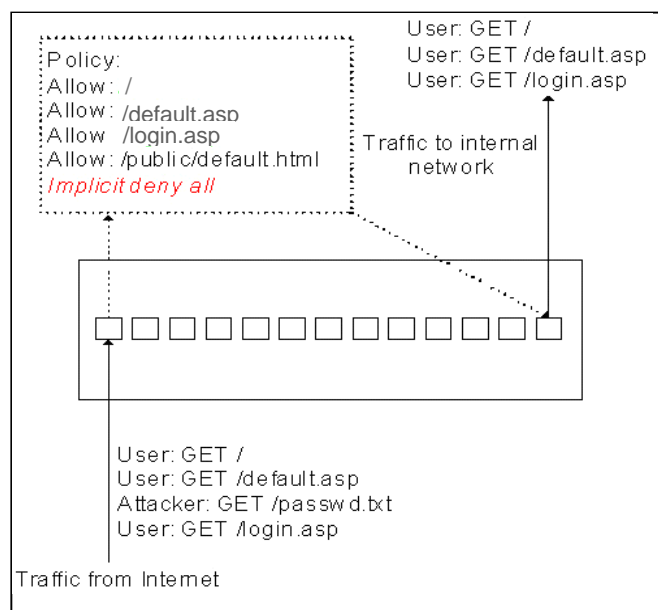 Policy:
Allow: /
Allow: /default.asp
Allow /login.asp
Allow: /public/default.html
Implicit deny all
User: GET /
User: GET /default.asp
User: GET /login.asp
Traffic to internal
network
User: GET /
User: GET /default.asp
Attacker: GET /passwd.txt
User: GET /login.asp
Traffic from Internet